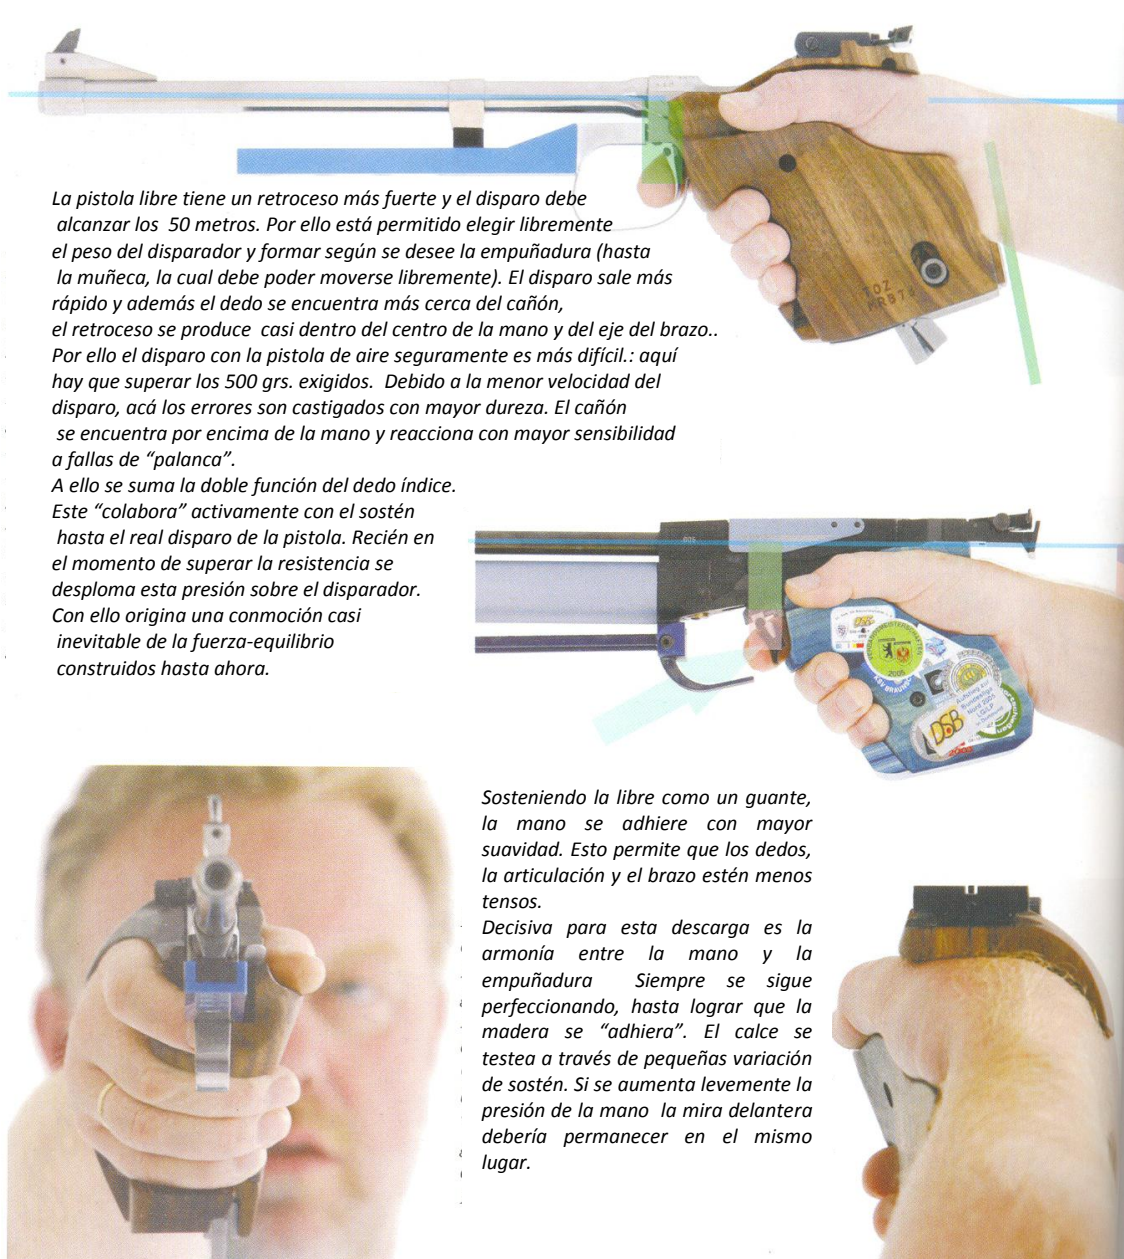 La pistola libre tiene un retroceso más fuerte y el disparo debe
alcanzar los 50 metros. Por ello está permitido elegir libremente
el peso del disparador y formar según se desee la empuñadura (hasta
la muñeca, la cual debe poder moverse libremente). El disparo sale más
rápido y además el dedo se encuentra más cerca del cañón,
el retroceso se produce casi dentro del centro de la mano y del eje del brazo..
Por ello el disparo con la pistola de aire seguramente es más difícil.: aquí
hay que superar los 500 grs. exigidos. Debido a la menor velocidad del
disparo, acá los errores son castigados con mayor dureza. El cañón
se encuentra por encima de la mano y reacciona con mayor sensibilidad
a fallas de “palanca”.
A ello se suma la doble función del dedo índice.
Este “colabora” activamente con el sostén
hasta el real disparo de la pistola. Recién en
el momento de superar la resistencia se
desploma esta presión sobre el disparador.
Con ello origina una conmoción casi
inevitable de la fuerza-equilibrio
construidos hasta ahora.
TOZ
005
2005
Aufstieg zur
Bundesliga
Nord 2005
LG/LP
DSB
2003
Sosteniendo la libre como un guante,
la mano se adhiere con mayor
suavidad. Esto permite que los dedos,
la articulación y el brazo estén menos
tensos.
Decisiva para esta descarga es la
armonía entre la mano y la
empuñadura Siempre se sigue
perfeccionando, hasta lograr que la
madera se “adhiera”. El calce se
testea a través de pequeñas variación
de sostén. Si se aumenta levemente la
presión de la mano la mira delantera
debería permanecer en el mismo
lugar.